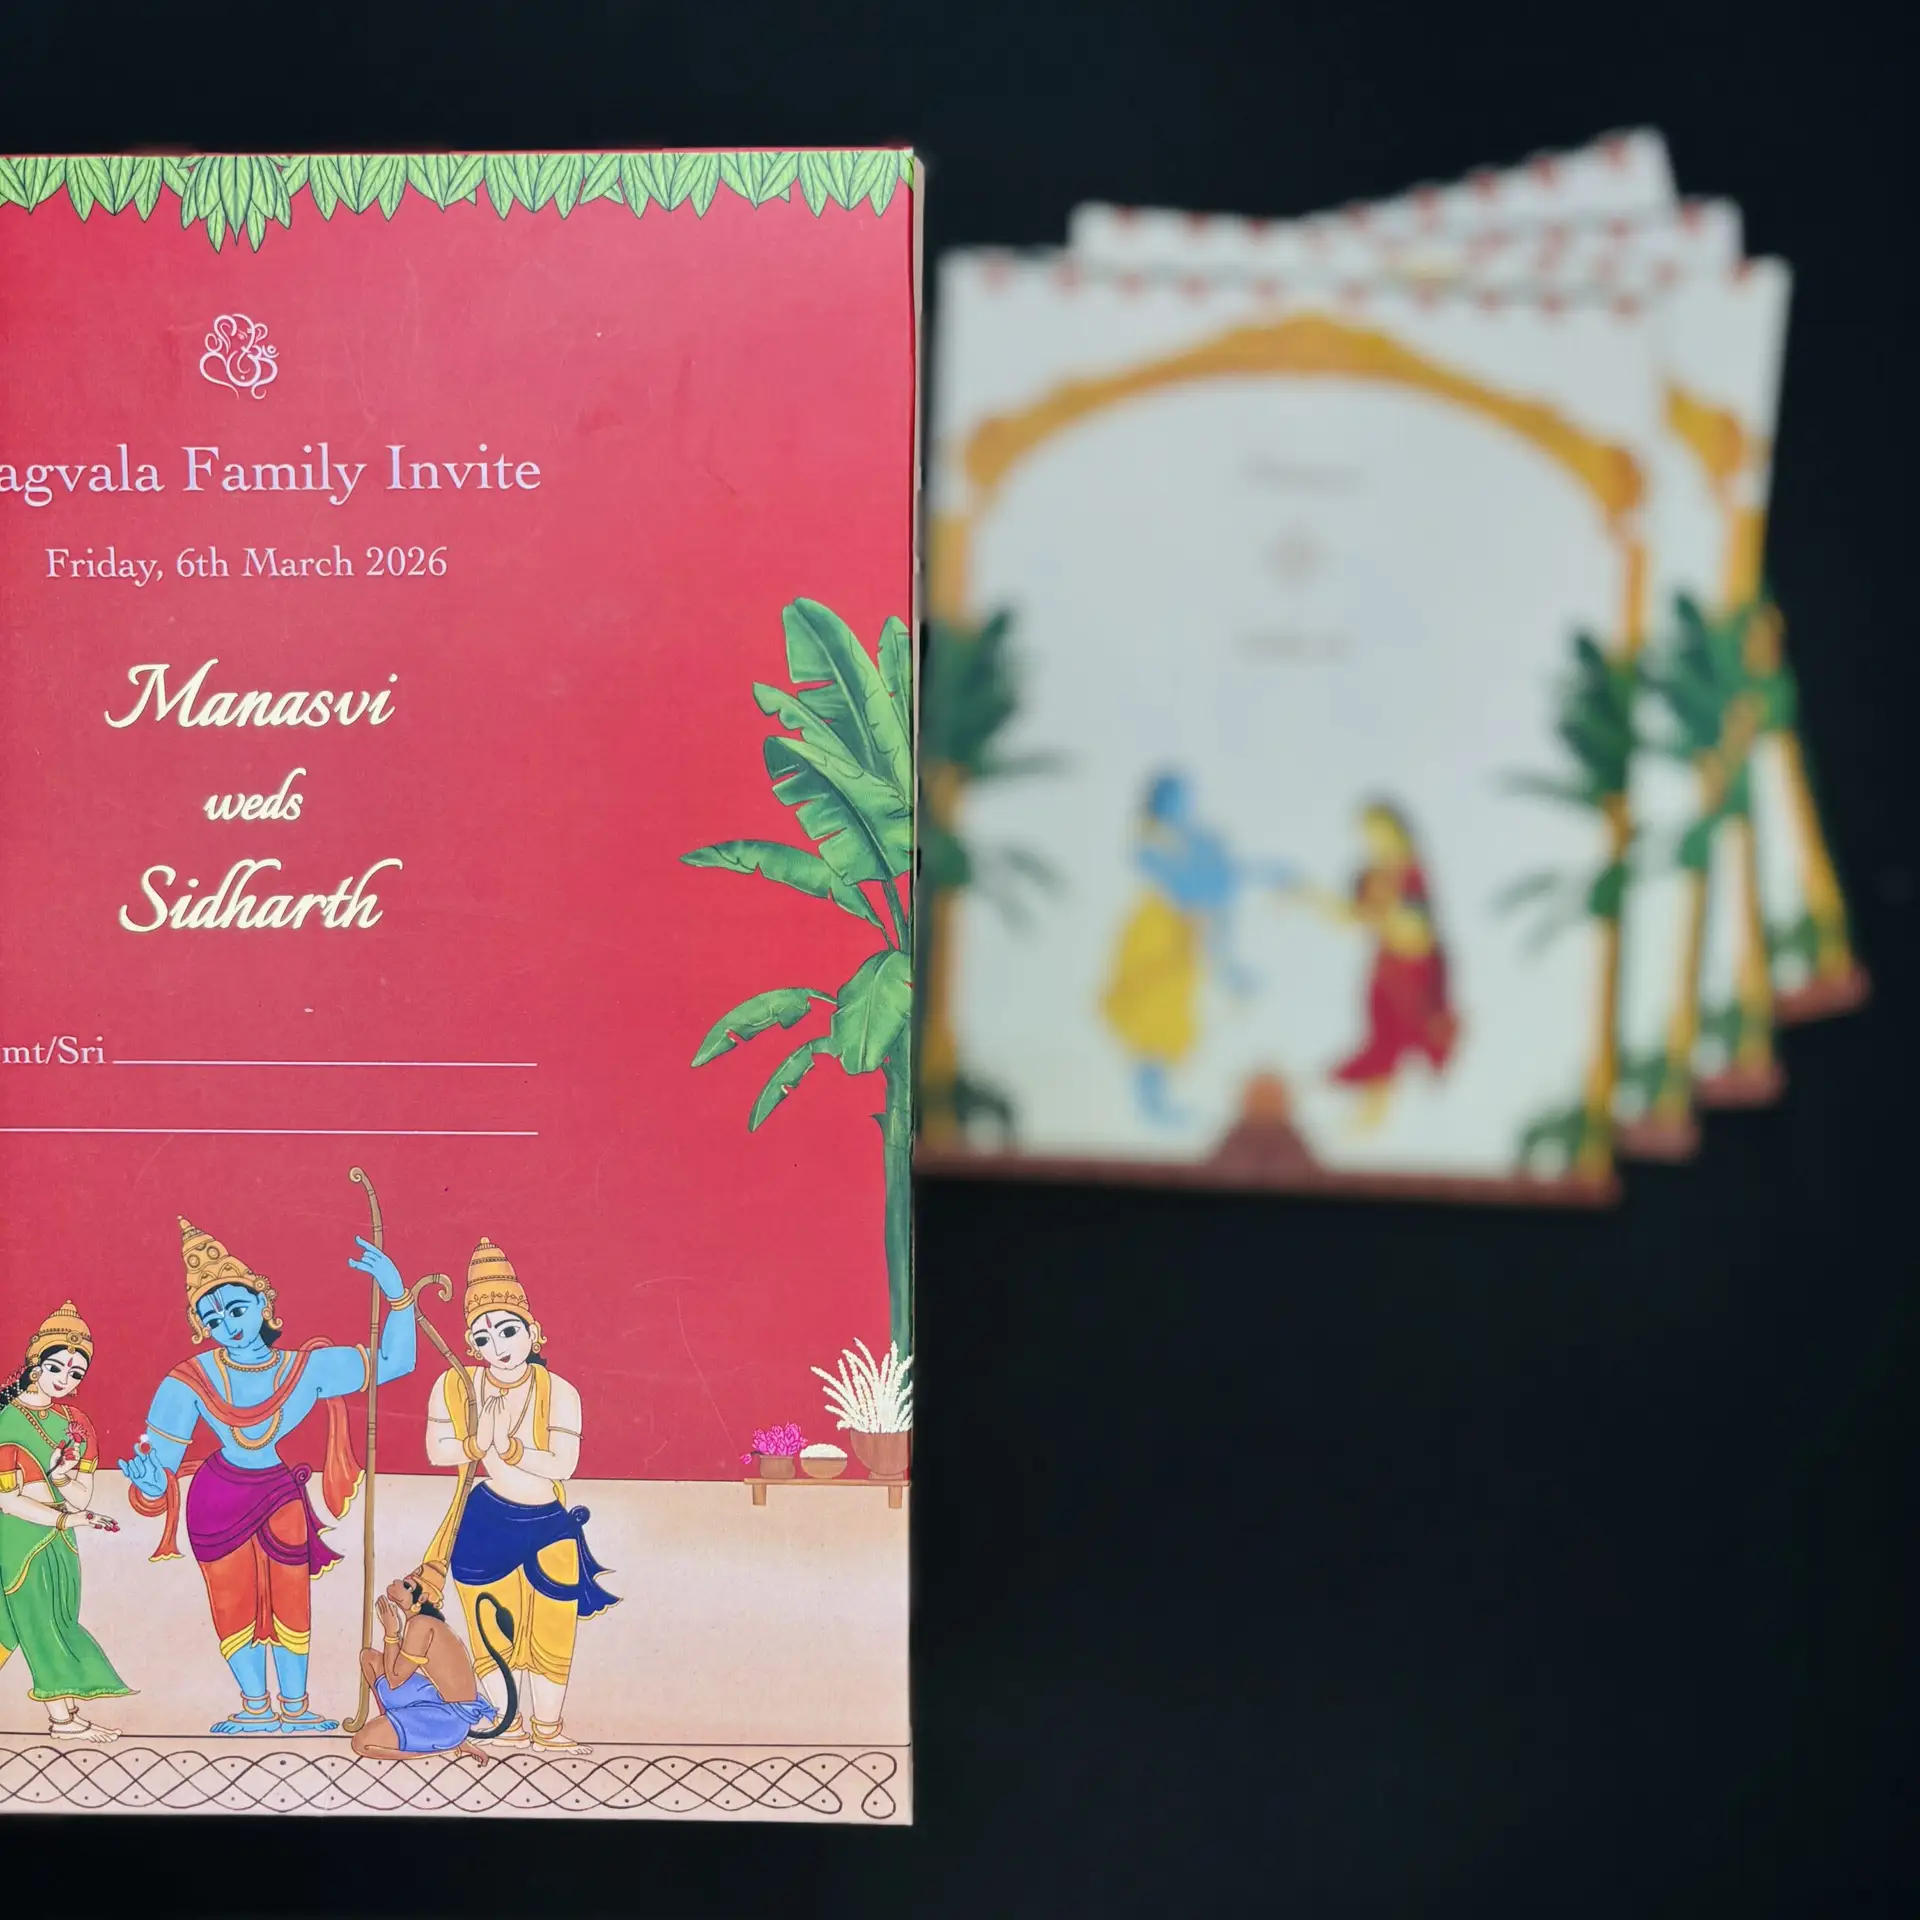 agvala Family Invite
Friday, 6th March 2026
Manasvi
weds
Sidharth
mt/Sri